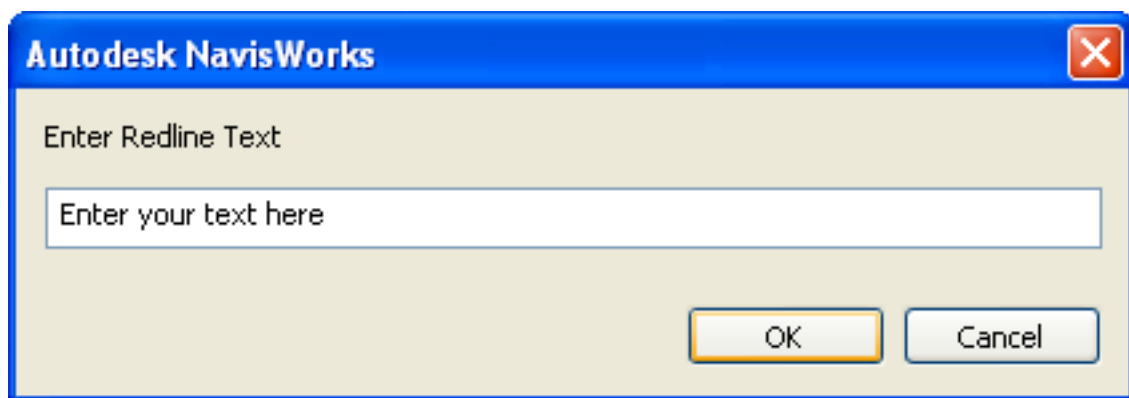 Autodesk NavisWorks
Enter Redline Text
Enter your text here
OK Cancel